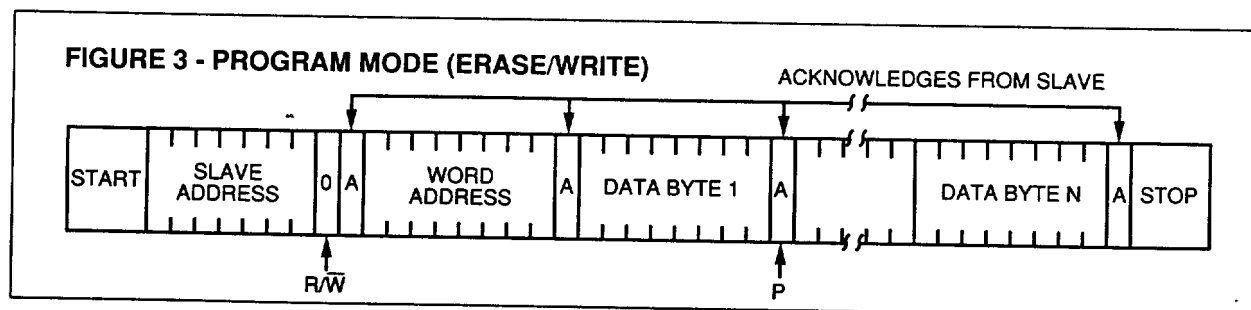 FIGURE 3 - PROGRAM MODE (ERASE/WRITE)
ACKNOWLEDGES FROM SLAVE
START
SLAVE
ADDRESS
0
A
WORD
ADDRESS
A
DATA BYTE 1
A
DATA BYTE N
A
STOP
R/W̅
P